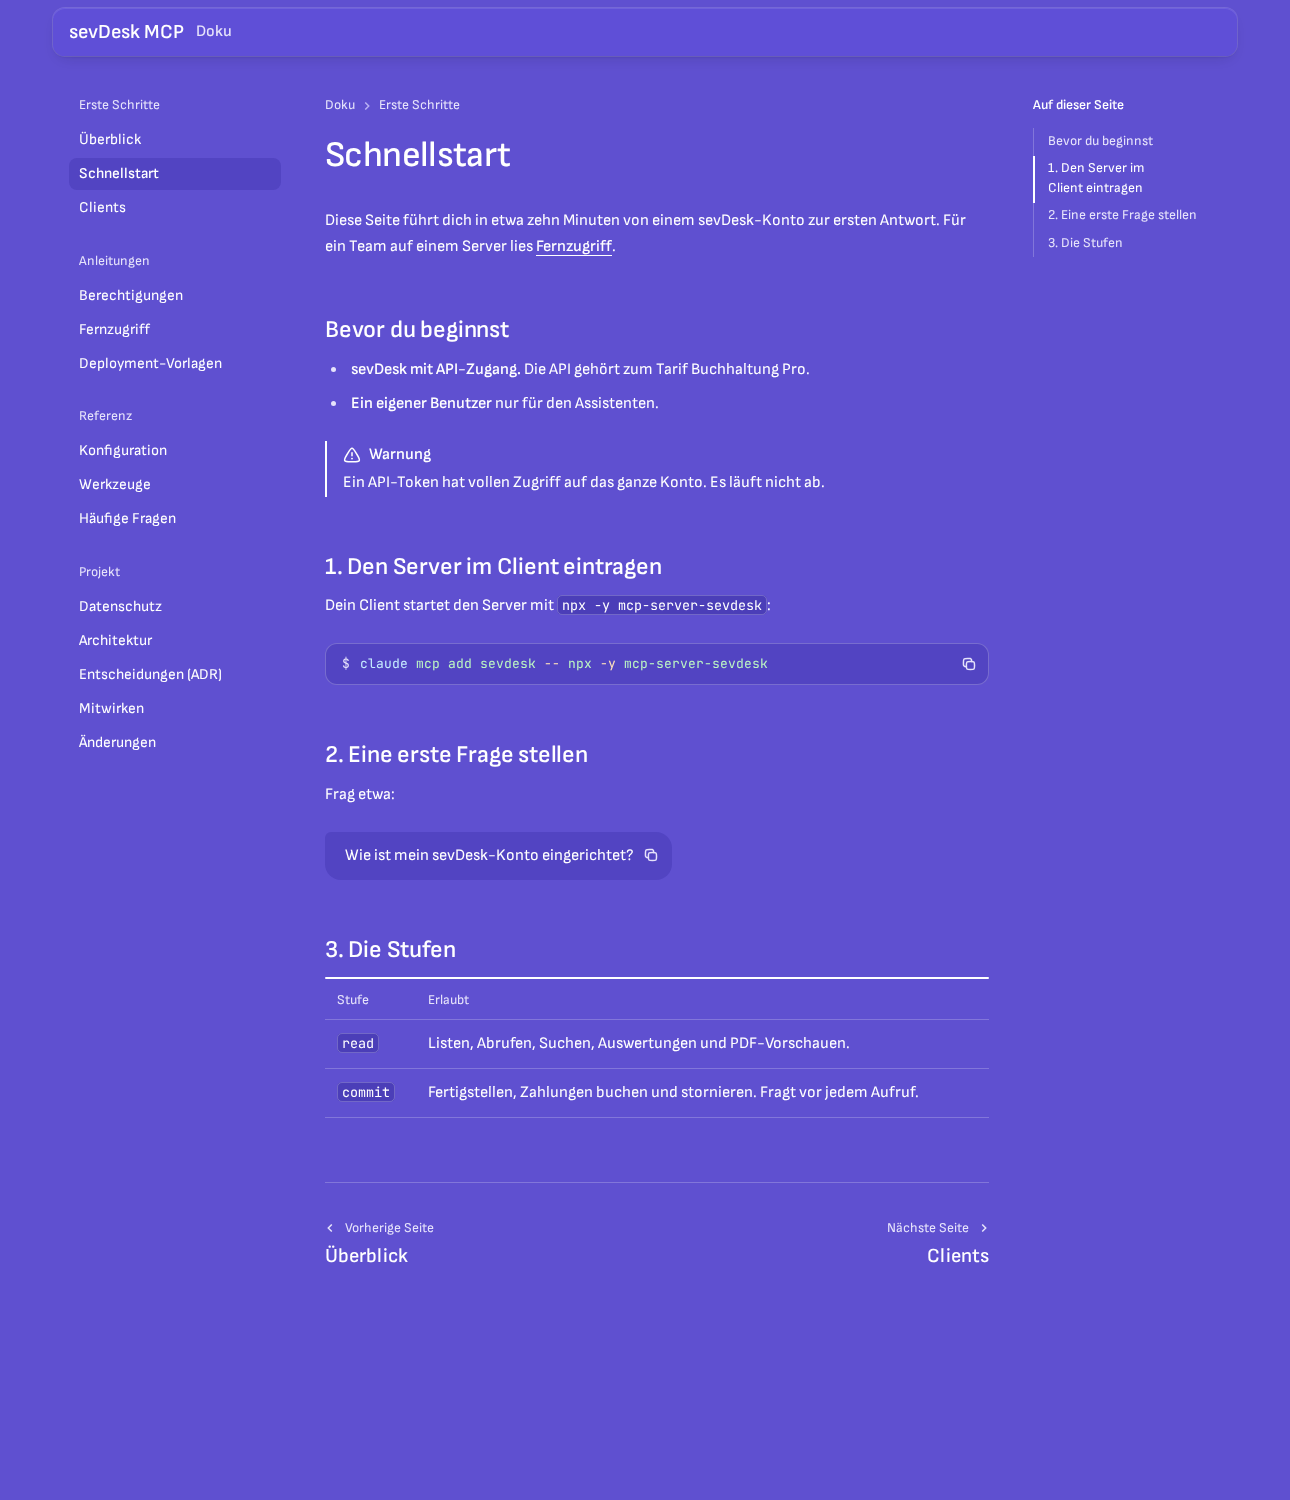 sevDesk MCP Doku
Erste Schritte
Überblick
Schnellstart
Clients
Anleitungen
Berechtigungen
Fernzugriff
Deployment-Vorlagen
Referenz
Konfiguration
Werkzeuge
Häufige Fragen
Projekt
Datenschutz
Architektur
Entscheidungen (ADR)
Mitwirken
Änderungen
Doku > Erste Schritte
Schnellstart
Diese Seite führt dich in etwa zehn Minuten von einem sevDesk-Konto zur ersten Antwort. Für
ein Team auf einem Server lies Fernzugriff.
Bevor du beginnst
• sevDesk mit API-Zugang. Die API gehört zum Tarif Buchhaltung Pro.
• Ein eigener Benutzer nur für den Assistenten.
Warnung
Ein API-Token hat vollen Zugriff auf das ganze Konto. Es läuft nicht ab.
1. Den Server im Client eintragen
Dein Client startet den Server mit npx -y mcp-server-sevdesk:
$ claude mcp add sevdesk -- npx -y mcp-server-sevdesk
2. Eine erste Frage stellen
Frag etwa:
Wie ist mein sevDesk-Konto eingerichtet?
3. Die Stufen
Stufe Erlaubt
read Listen, Abrufen, Suchen, Auswertungen und PDF-Vorschauen.
commit Fertigstellen, Zahlungen buchen und stornieren. Fragt vor jedem Aufruf.
Vorherige Seite
Überblick
Nächste Seite
Clients
Auf dieser Seite
Bevor du beginnst
1. Den Server im
Client eintragen
2. Eine erste Frage stellen
3. Die Stufen